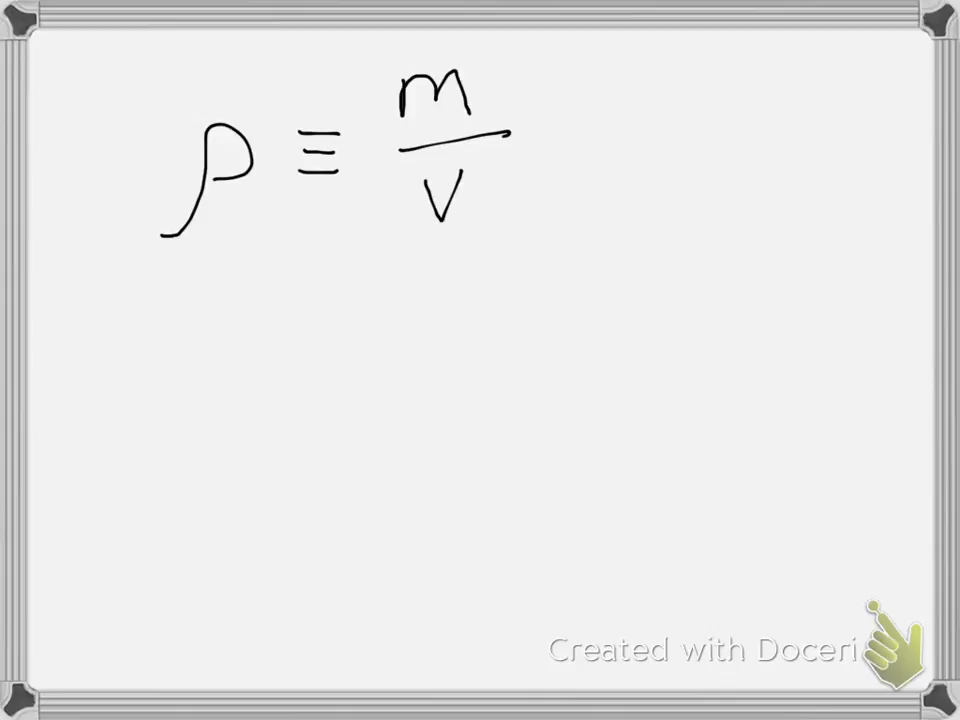 ρ ≡ m/V
Created with Doceri